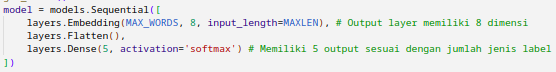 model = models.Sequential([
    layers.Embedding(MAX_WORDS, 8, input_length=MAXLEN), # Output layer memiliki 8 dimensi
    layers.Flatten(),
    layers.Dense(5, activation='softmax') # Memiliki 5 output sesuai dengan jumlah jenis label
])